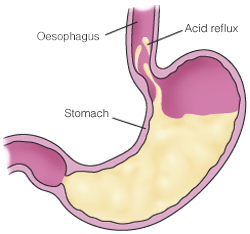 Acid reflux
Oesophagus
Stomach